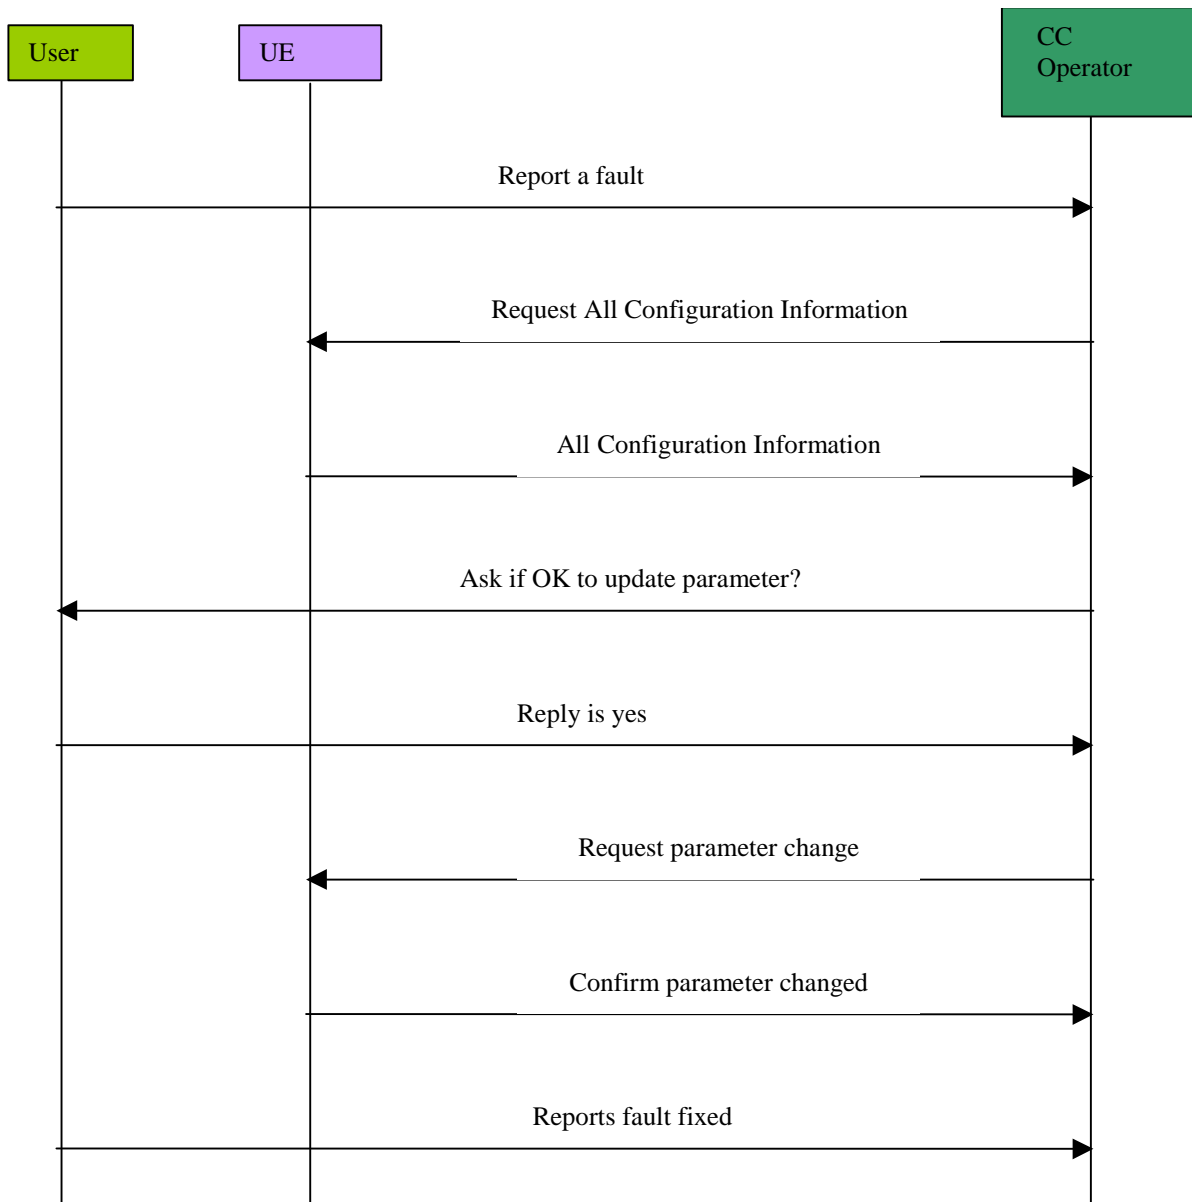 User
UE
CC
Operator
Report a fault
Request All Configuration Information
All Configuration Information
Ask if OK to update parameter?
Reply is yes
Request parameter change
Confirm parameter changed
Reports fault fixed